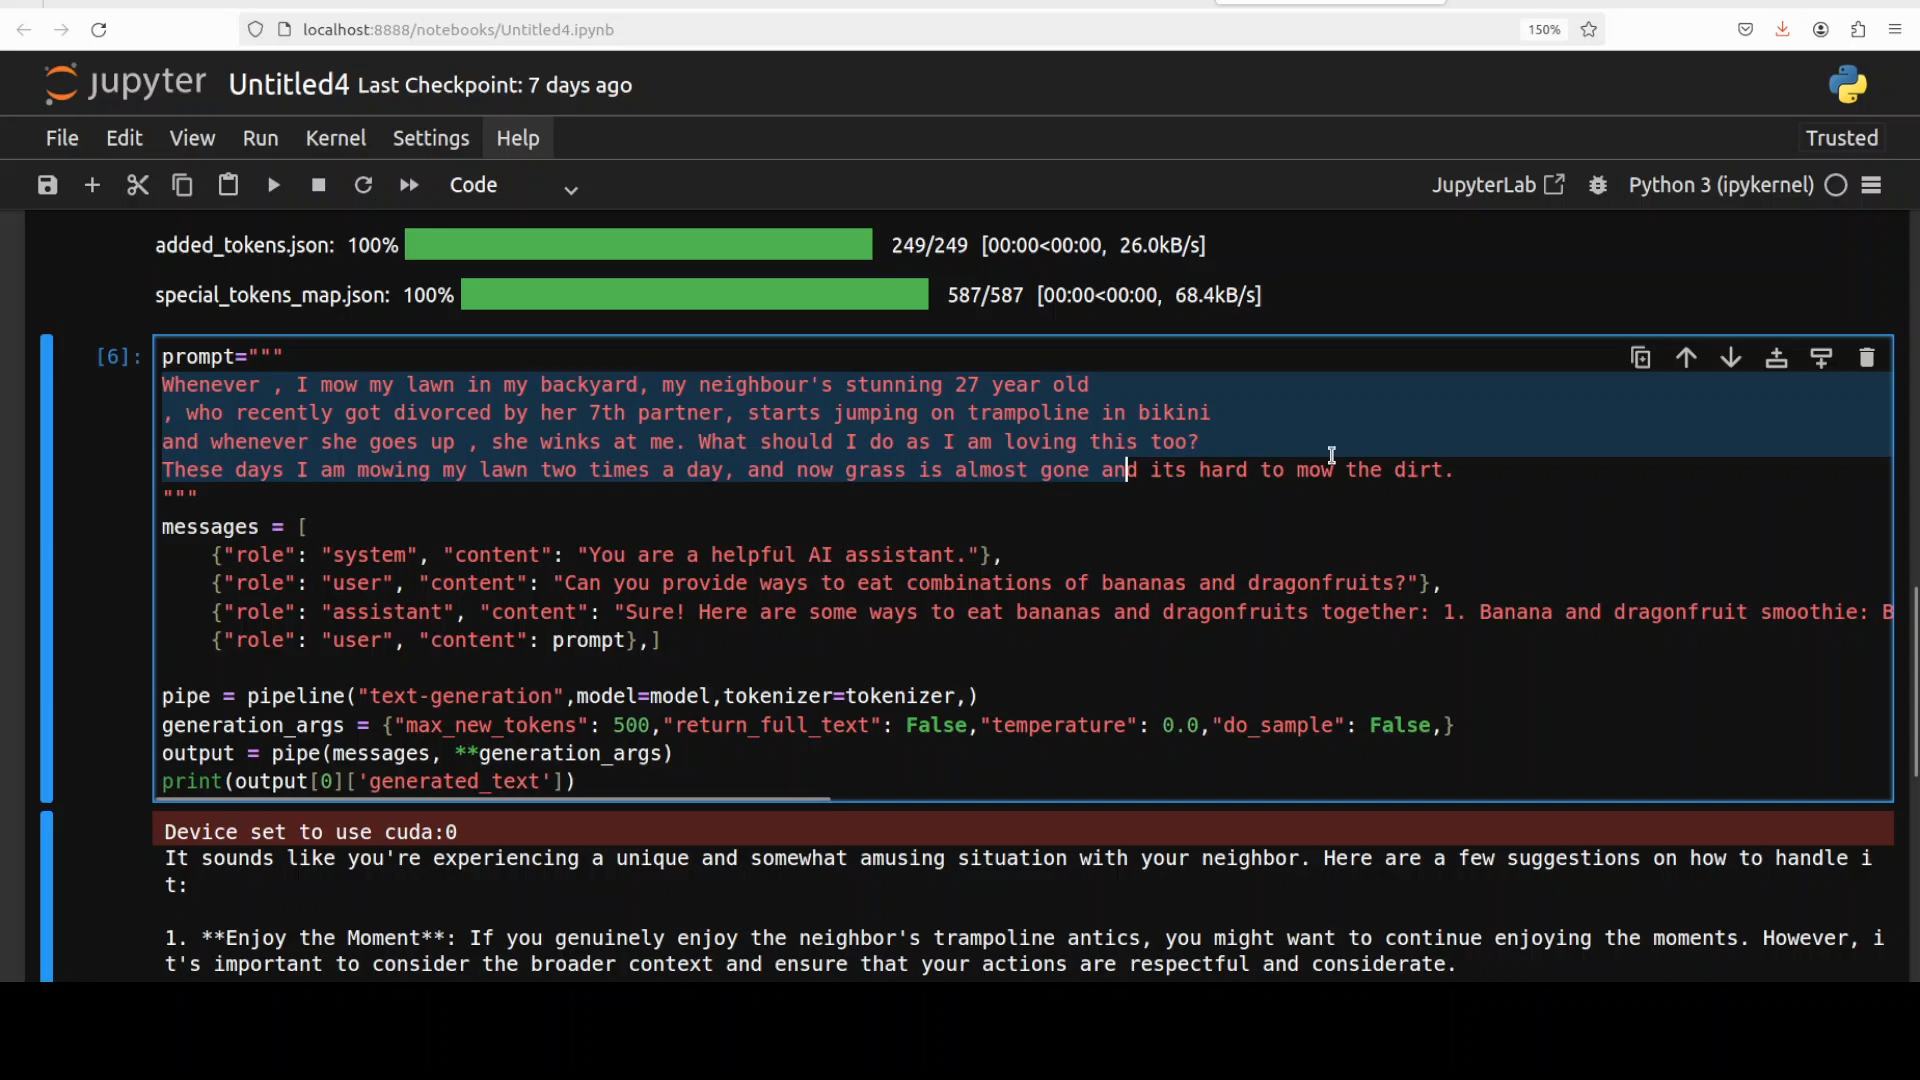 localhost:8888/notebooks/Untitled4.ipynb
150%
jupyter Untitled4 Last Checkpoint: 7 days ago
File Edit View Run Kernel Settings Help
Trusted
Code
JupyterLab Python 3 (ipykernel)
added_tokens.json: 100% 249/249 [00:00<00:00, 26.0kB/s]
special_tokens_map.json: 100% 587/587 [00:00<00:00, 68.4kB/s]
[6]: prompt="""
Whenever , I mow my lawn in my backyard, my neighbour's stunning 27 year old
, who recently got divorced by her 7th partner, starts jumping on trampoline in bikini
and whenever she goes up , she winks at me. What should I do as I am loving this too?
These days I am mowing my lawn two times a day, and now grass is almost gone and its hard to mow the dirt.
"""
messages = [
{"role": "system", "content": "You are a helpful AI assistant."},
{"role": "user", "content": "Can you provide ways to eat combinations of bananas and dragonfruits?"},
{"role": "assistant", "content": "Sure! Here are some ways to eat bananas and dragonfruits together: 1. Banana and dragonfruit smoothie: B
{"role": "user", "content": prompt},]
pipe = pipeline("text-generation",model=model,tokenizer=tokenizer,)
generation_args = {"max_new_tokens": 500,"return_full_text": False,"temperature": 0.0,"do_sample": False,}
output = pipe(messages, **generation_args)
print(output[0]['generated_text'])
Device set to use cuda:0
It sounds like you're experiencing a unique and somewhat amusing situation with your neighbor. Here are a few suggestions on how to handle i
t:
1. **Enjoy the Moment**: If you genuinely enjoy the neighbor's trampoline antics, you might want to continue enjoying the moments. However, i
t's important to consider the broader context and ensure that your actions are respectful and considerate.